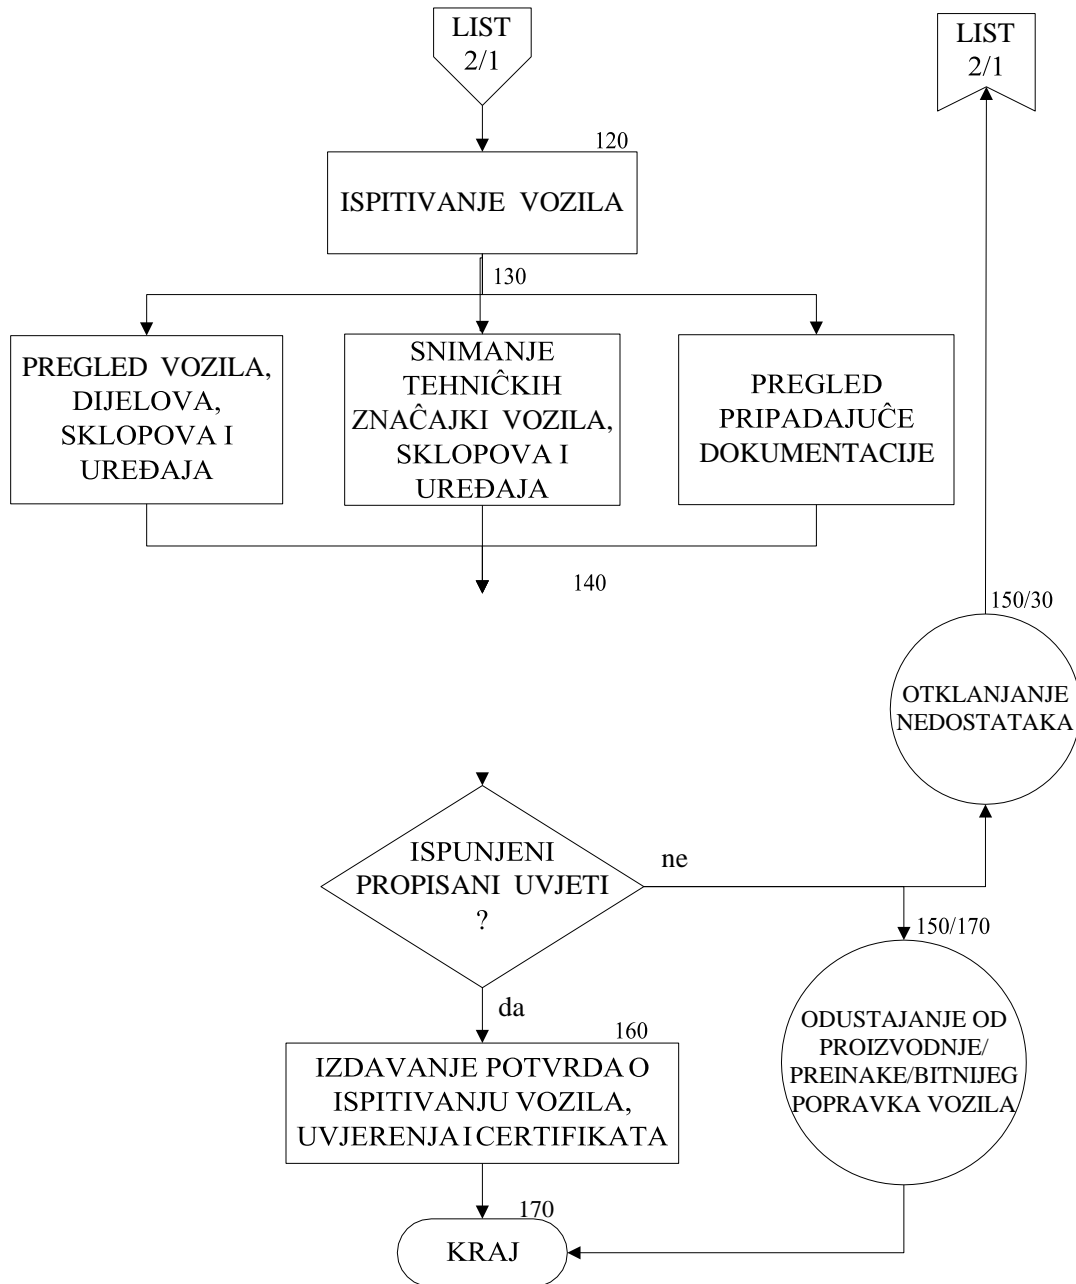 LIST
2/1
LIST
2/1
120
ISPITIVANJE VOZILA
130
PREGLED VOZILA,
DIJELOVA,
SKLOPOVA I
UREĐAJA
SNIMANJE
TEHNIĈKIH
ZNAĈAJKI VOZILA,
SKLOPOVA I
UREĐAJA
PREGLED
PRIPADAJUĈE
DOKUMENTACIJE
140
150/30
OTKLANJANJE
NEDOSTATAKA
ISPUNJENI
PROPISANI UVJETI
?
ne
150/170
ODUSTAJANJE OD
PROIZVODNJE/
PREINAKE/BITNIJEG
POPRAVKA VOZILA
da
160
IZDAVANJE POTVRDA O
ISPITIVANJU VOZILA,
UVJERENJA I CERTIFIKATA
170
KRAJ